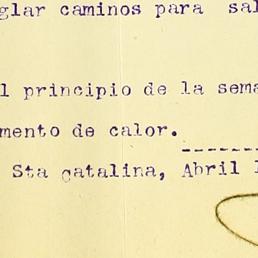 glar caminos para sal
l principio de la sema
mento de calor.
Sta catalina, Abril